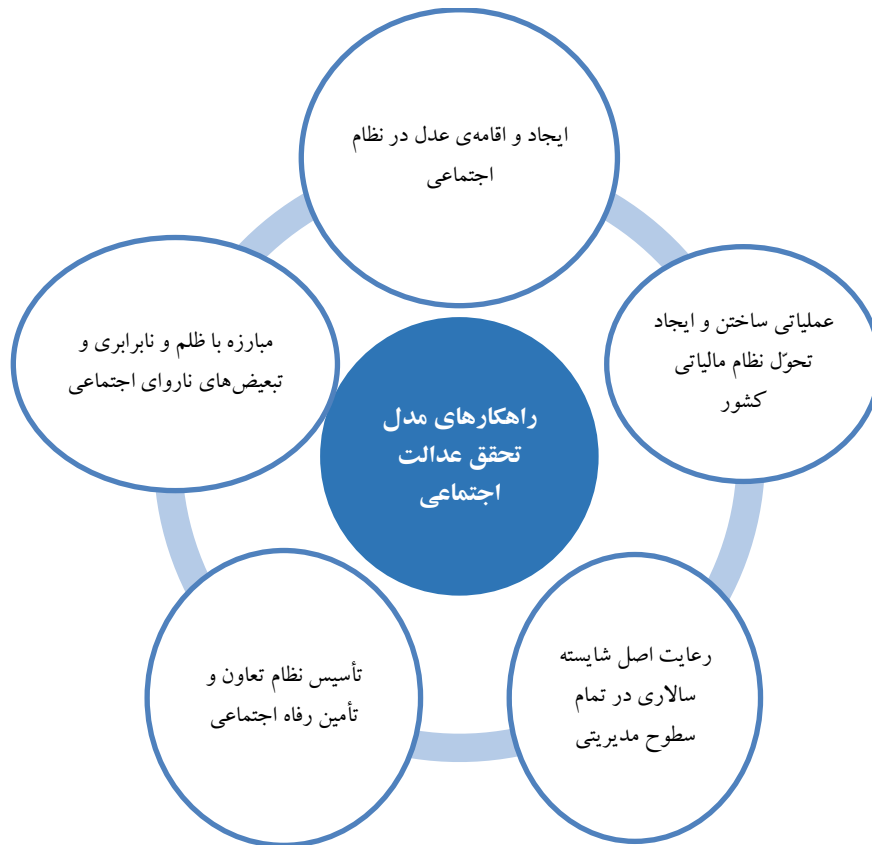 ایجاد و اقامه‌ی عدل در نظام
اجتماعی
عملیاتی ساختن و ایجاد
تحوّل نظام مالیاتی
کشور
مبارزه با ظلم و نابرابری و
تبعیض‌های ناروای اجتماعی
راهکارهای مدل
تحقق عدالت
اجتماعی
رعایت اصل شایسته
سالاری در تمام
سطوح مدیریتی
تأسیس نظام تعاون و
تأمین رفاه اجتماعی